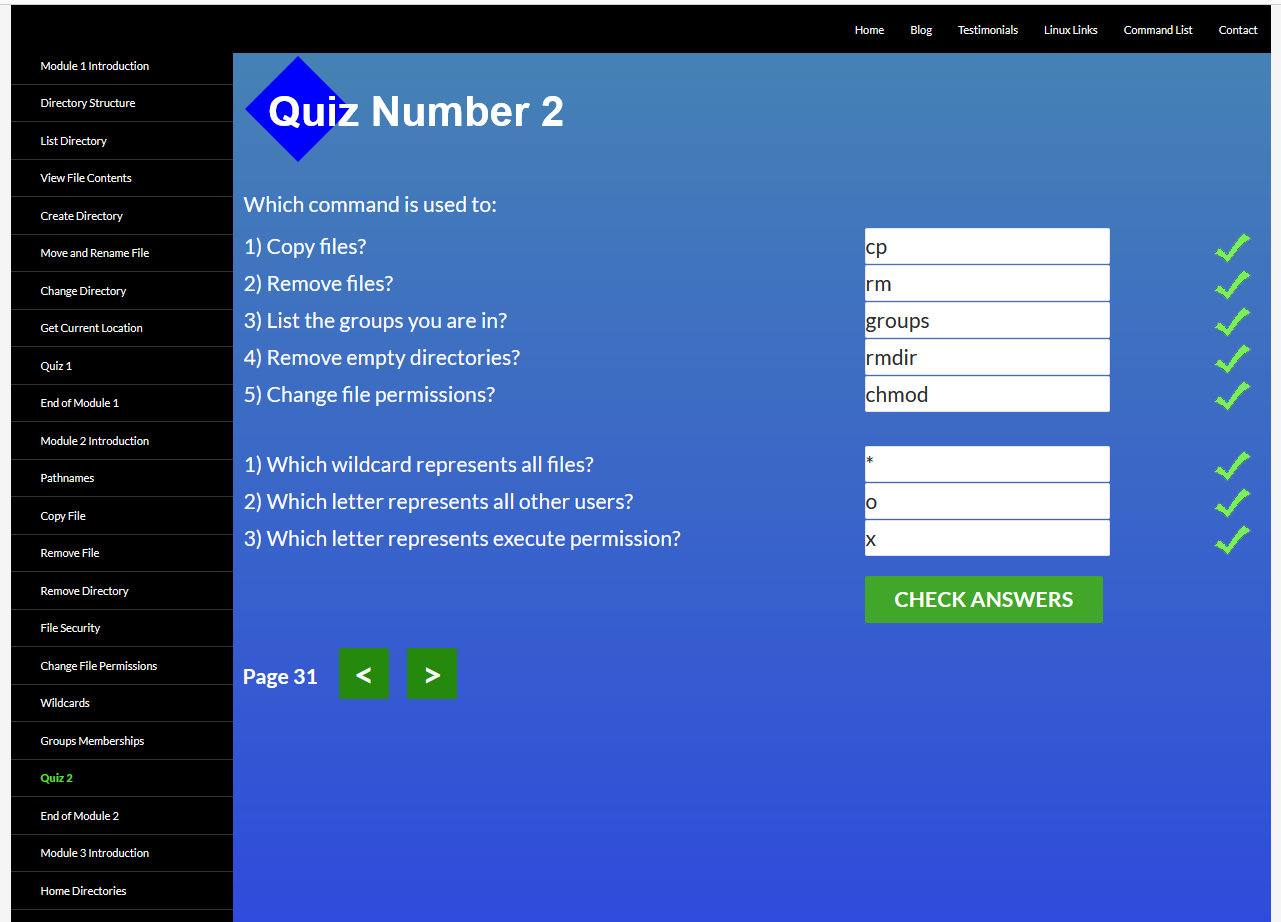 Home Blog Testimonials Linux Links Command List Contact
Module 1 Introduction
Directory Structure
List Directory
View File Contents
Create Directory
Move and Rename File
Change Directory
Get Current Location
Quiz 1
End of Module 1
Module 2 Introduction
Pathnames
Copy File
Remove File
Remove Directory
File Security
Change File Permissions
Wildcards
Groups Memberships
Quiz 2
End of Module 2
Module 3 Introduction
Home Directories
Quiz Number 2
Which command is used to:
1) Copy files? cp
2) Remove files? rm
3) List the groups you are in? groups
4) Remove empty directories? rmdir
5) Change file permissions? chmod
1) Which wildcard represents all files? *
2) Which letter represents all other users? o
3) Which letter represents execute permission? x
CHECK ANSWERS
Page 31 < >